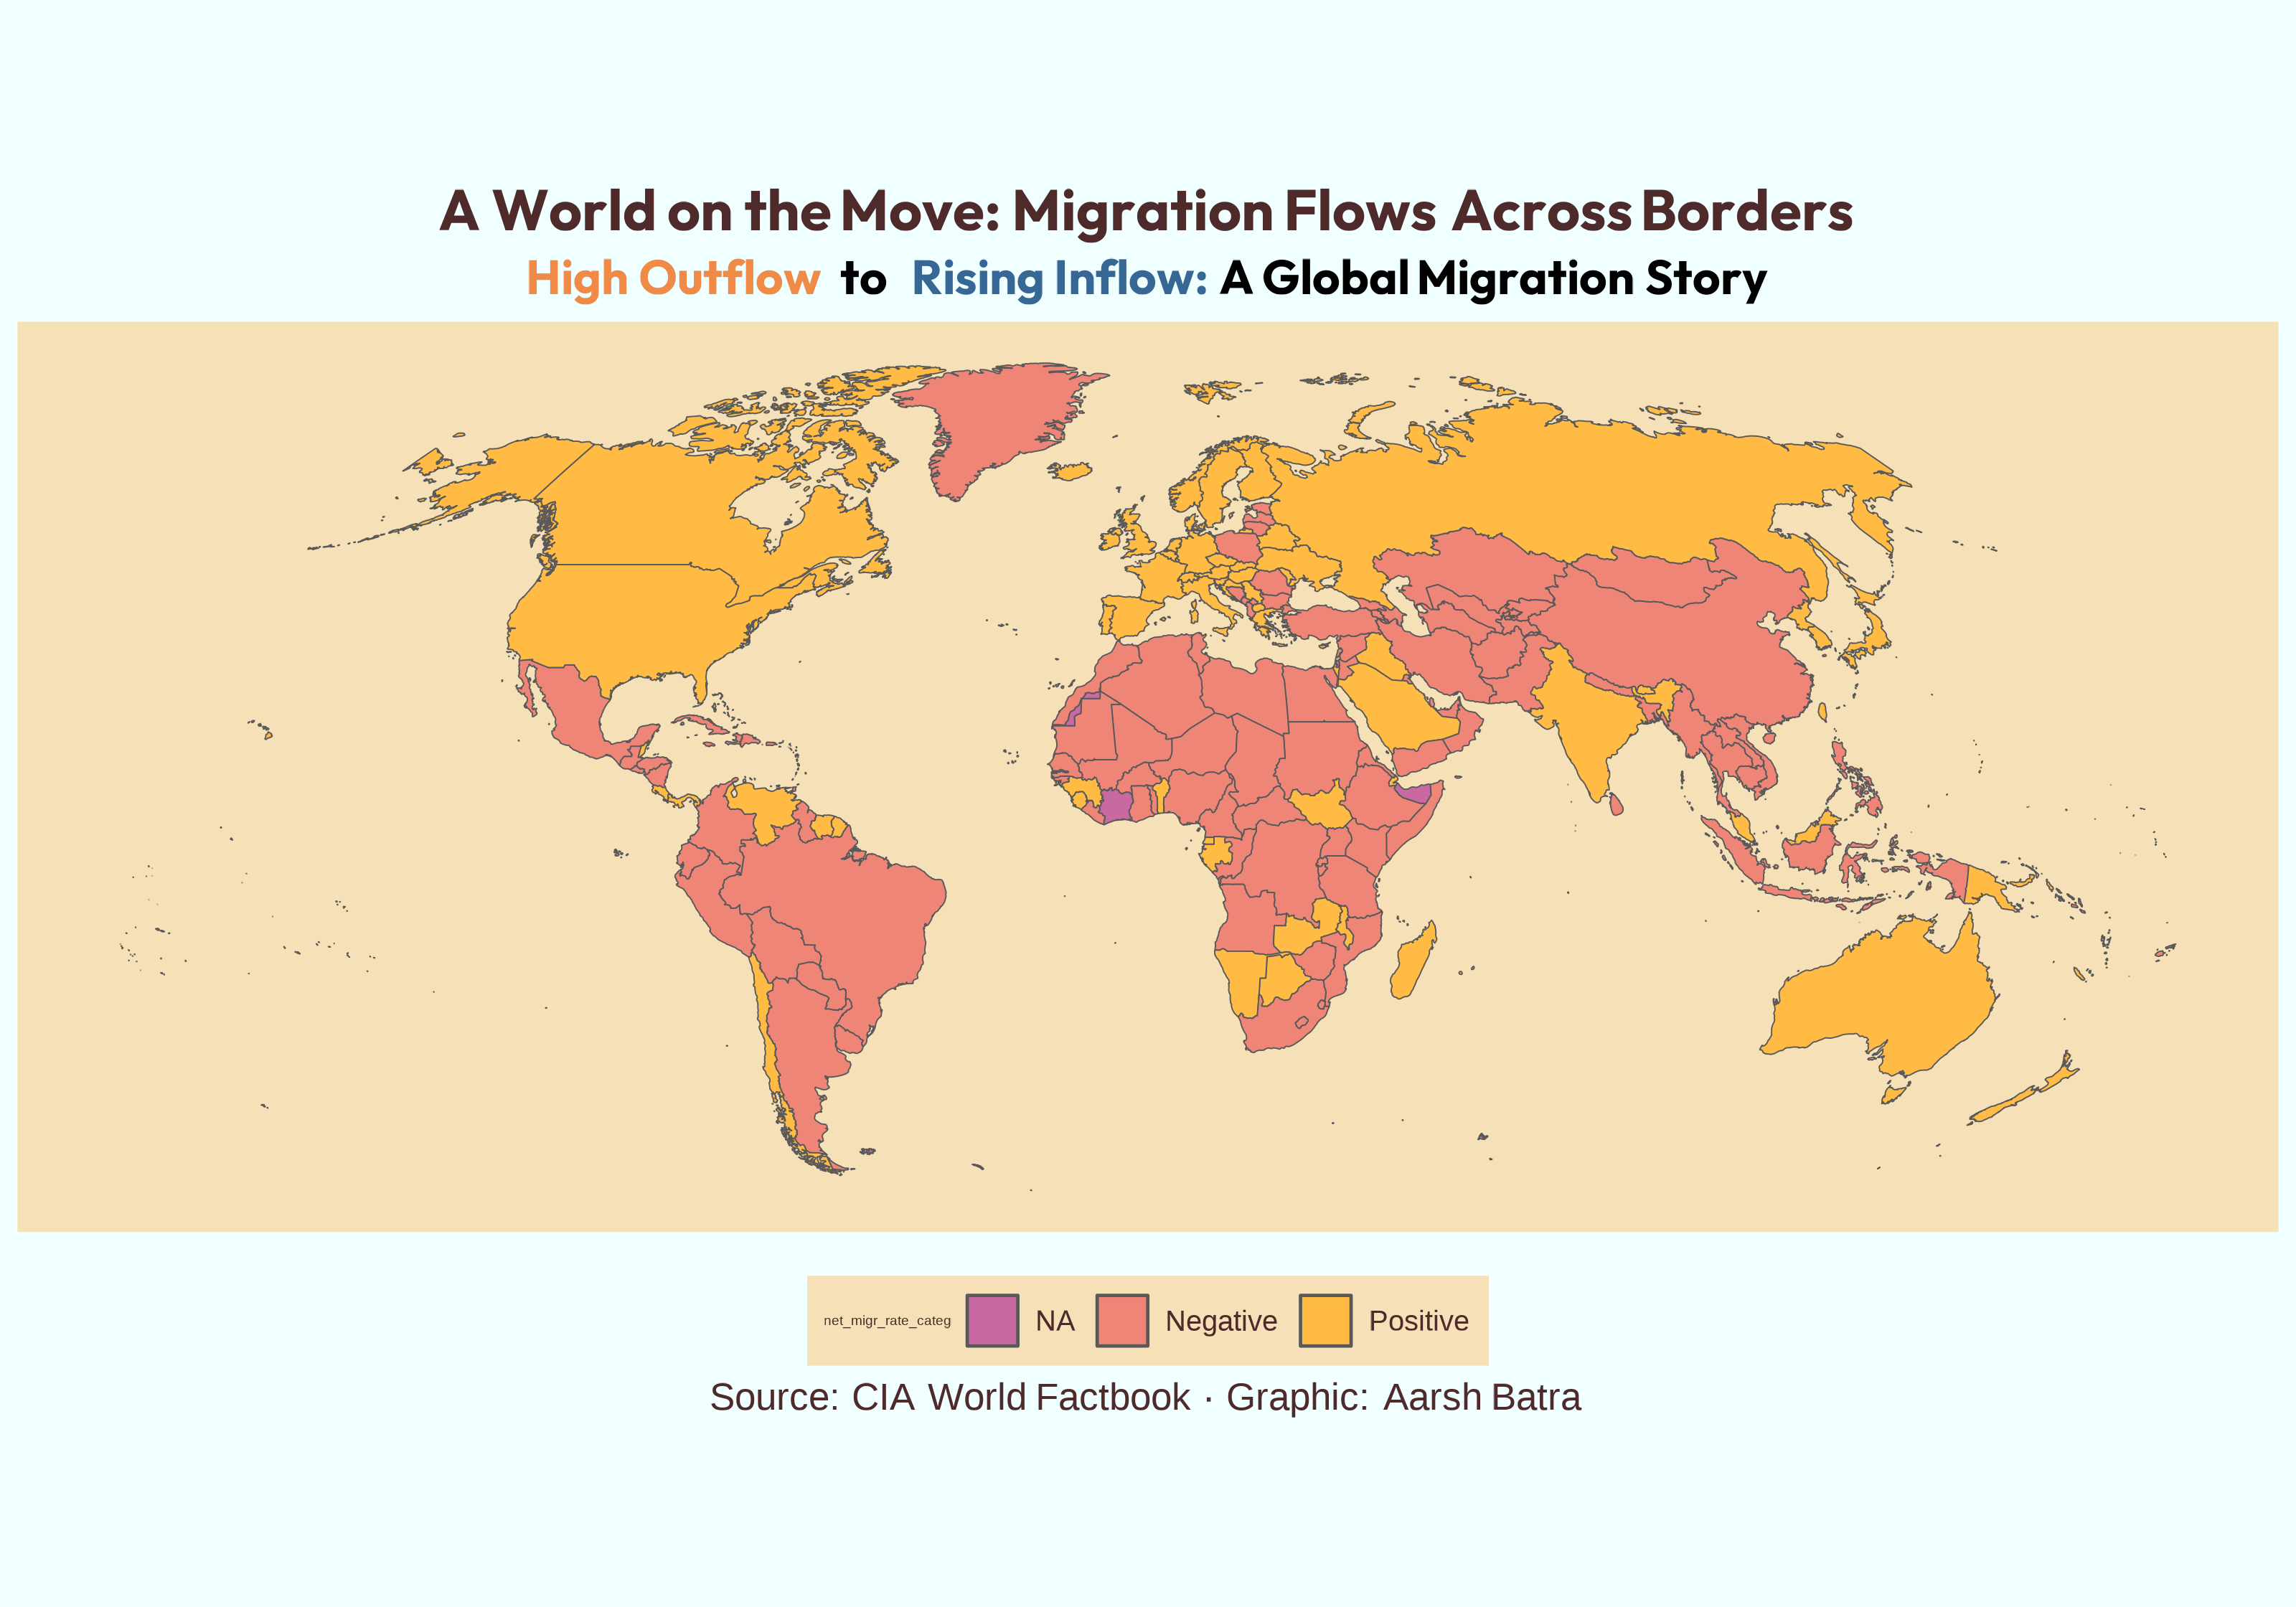 A World on the Move: Migration Flows Across Borders
High Outflow to Rising Inflow: A Global Migration Story
net_migr_rate_categ NA Negative Positive
Source: CIA World Factbook · Graphic: Aarsh Batra